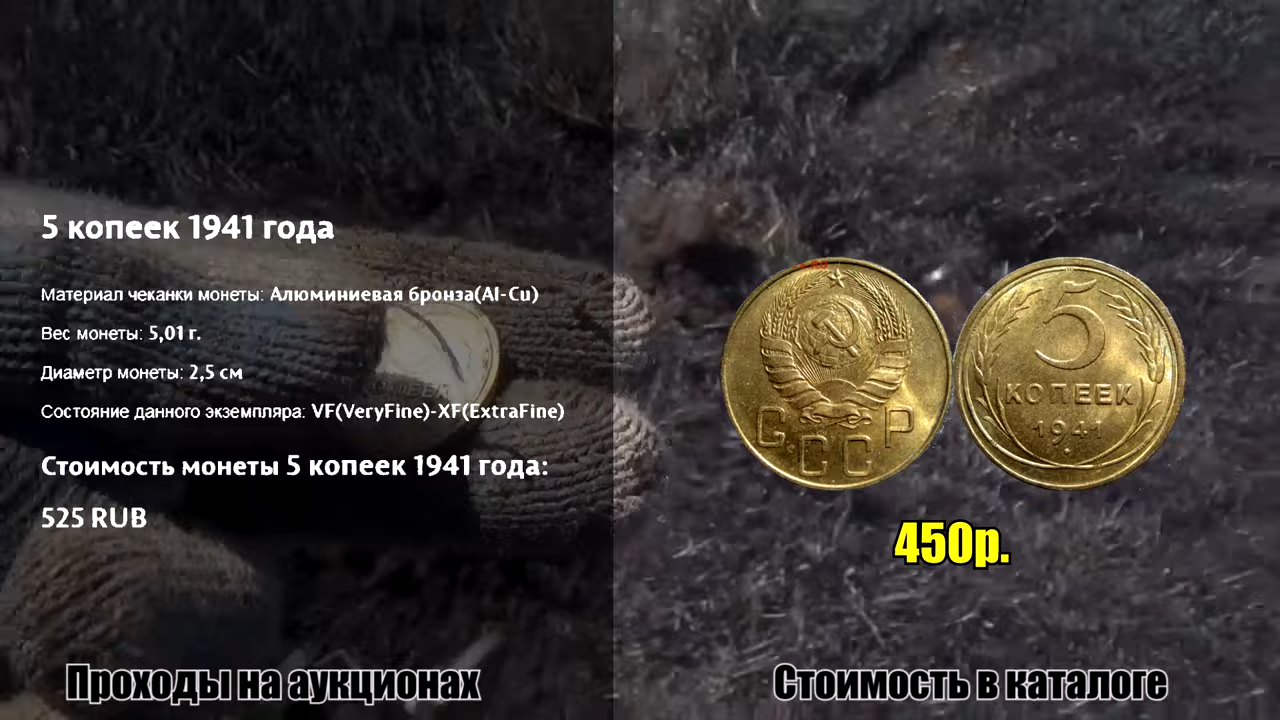 5 копеек 1941 года
Материал чеканки монеты: Алюминиевая бронза(Al-Cu)
Вес монеты: 5,01 г.
Диаметр монеты: 2,5 см
Состояние данного экземпляра: VF(VeryFine)-XF(ExtraFine)
Стоимость монеты 5 копеек 1941 года:
525 RUB
Проходы на аукционах
С С С Р
5
КОПЕЕК
1941
450р.
Стоимость в каталоге